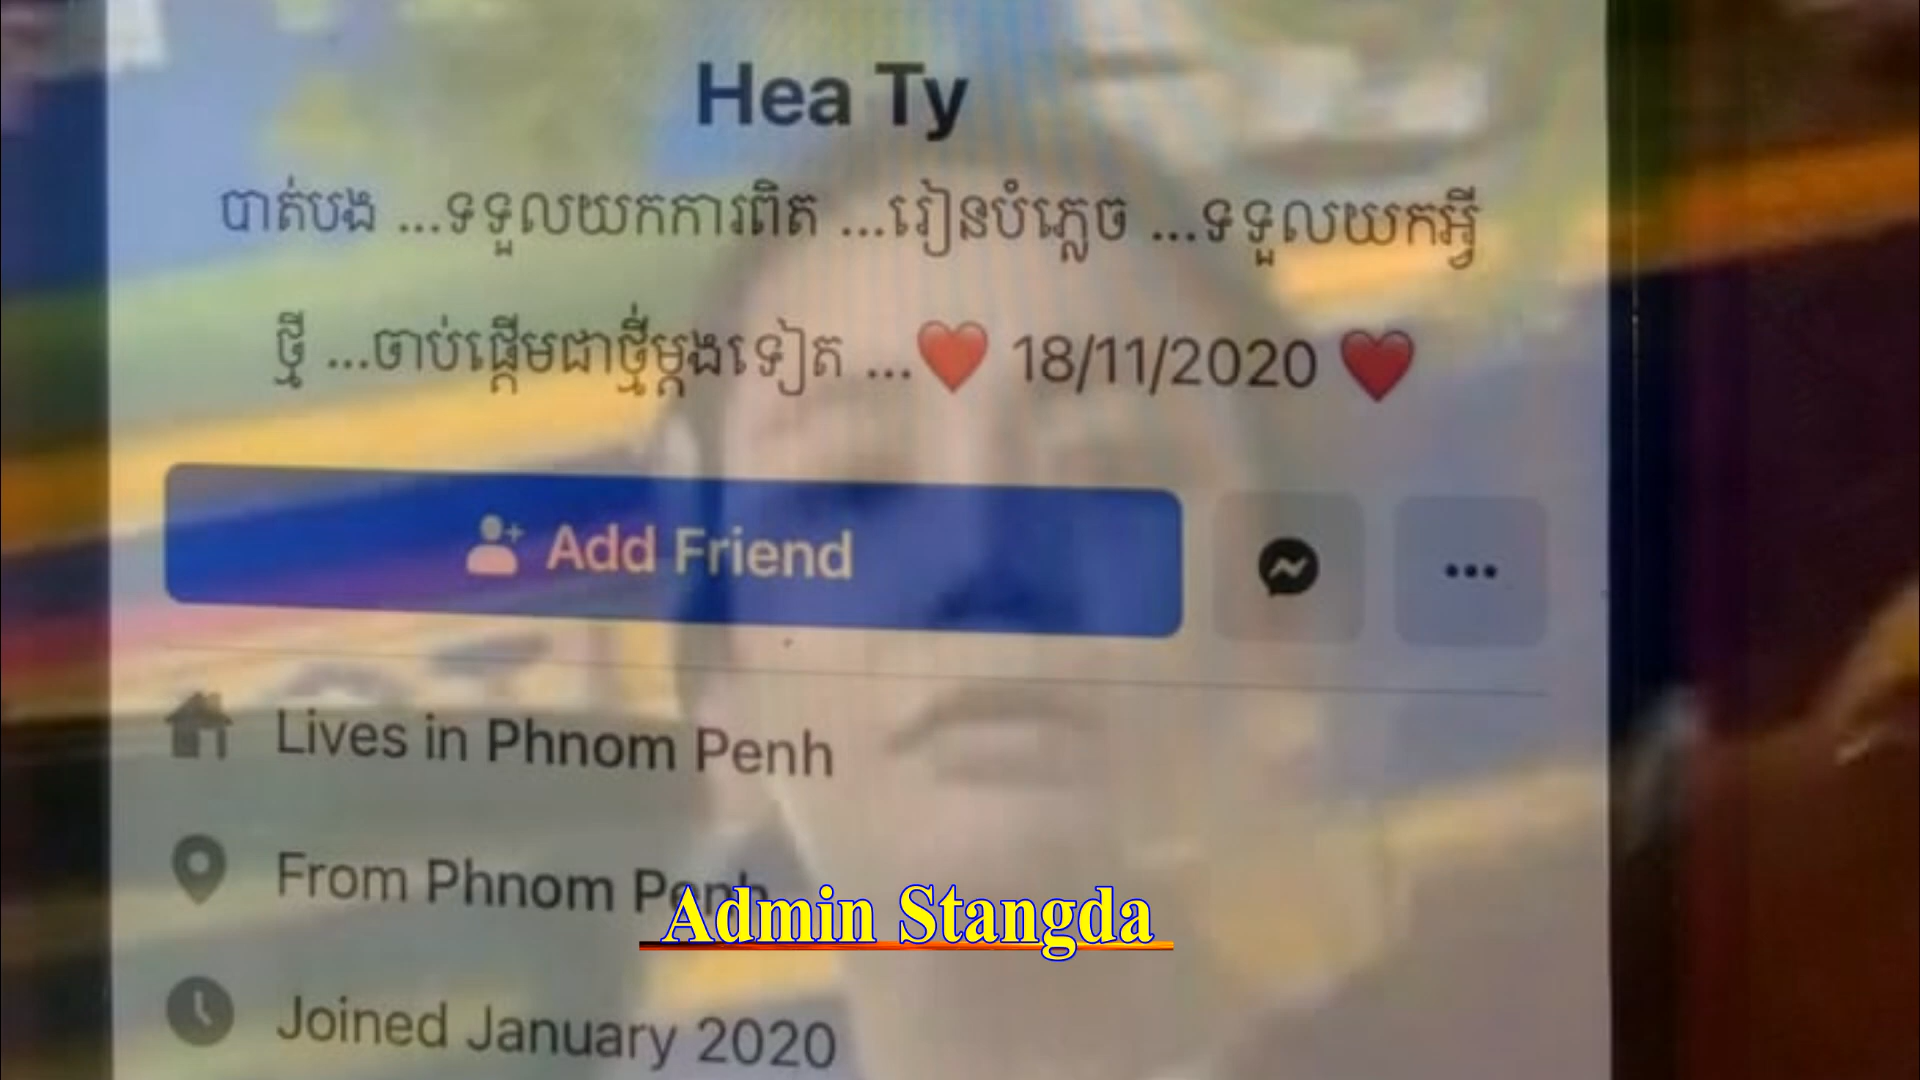 Hea Ty
បាត់បង ...ទទួលយកការពិត ...រៀនបំភ្លេច ...ទទួលយកអ្វី
ថ្មី ...ចាប់ផ្តើមជាថ្មីម្តងទៀត ...❤️ 18/11/2020 ❤️
Add Friend
Lives in Phnom Penh
From Phnom Penh
Admin Stangda
Joined January 2020